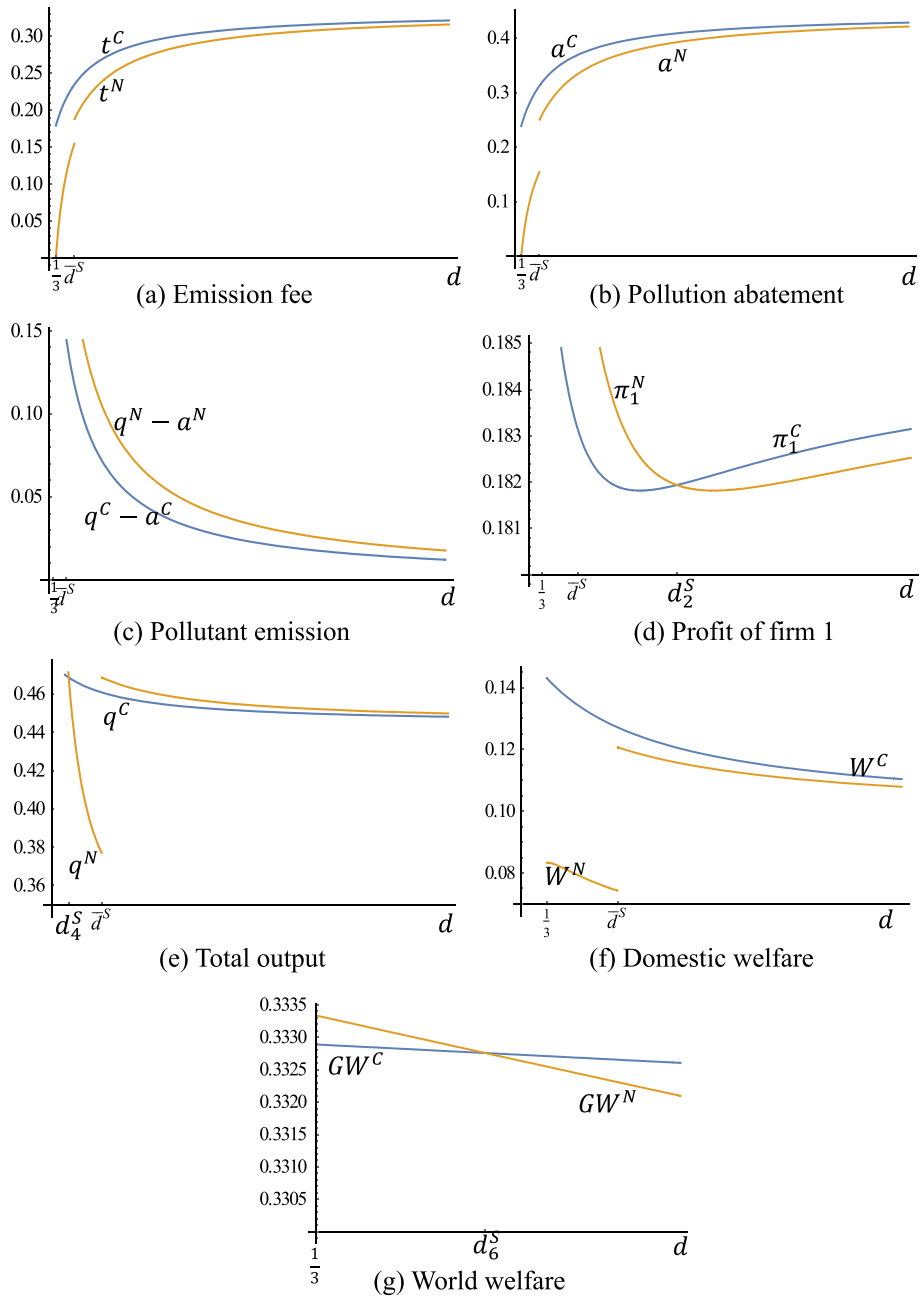 0.30
0.25
0.20
0.15
0.10
0.05
t^C
t^N
1/3 d̅^S d
(a) Emission fee
0.4
0.3
0.2
0.1
a^C
a^N
1/3 d̅^S d
(b) Pollution abatement
0.15
0.10
0.05
q^N − a^N
q^C − a^C
1/3 d̅^S d
(c) Pollutant emission
0.185
0.184
0.183
0.182
0.181
π_1^N
π_1^C
1/3 d̅^S d_2^S d
(d) Profit of firm 1
0.46
0.44
0.42
0.40
0.38
0.36
q^C
q^N
d_4^S d̅^S d
(e) Total output
0.14
0.12
0.10
0.08
W^C
W^N
1/3 d̅^S d
(f) Domestic welfare
0.3335
0.3330
0.3325
0.3320
0.3315
0.3310
0.3305
GW^C
GW^N
1/3 d_6^S d
(g) World welfare